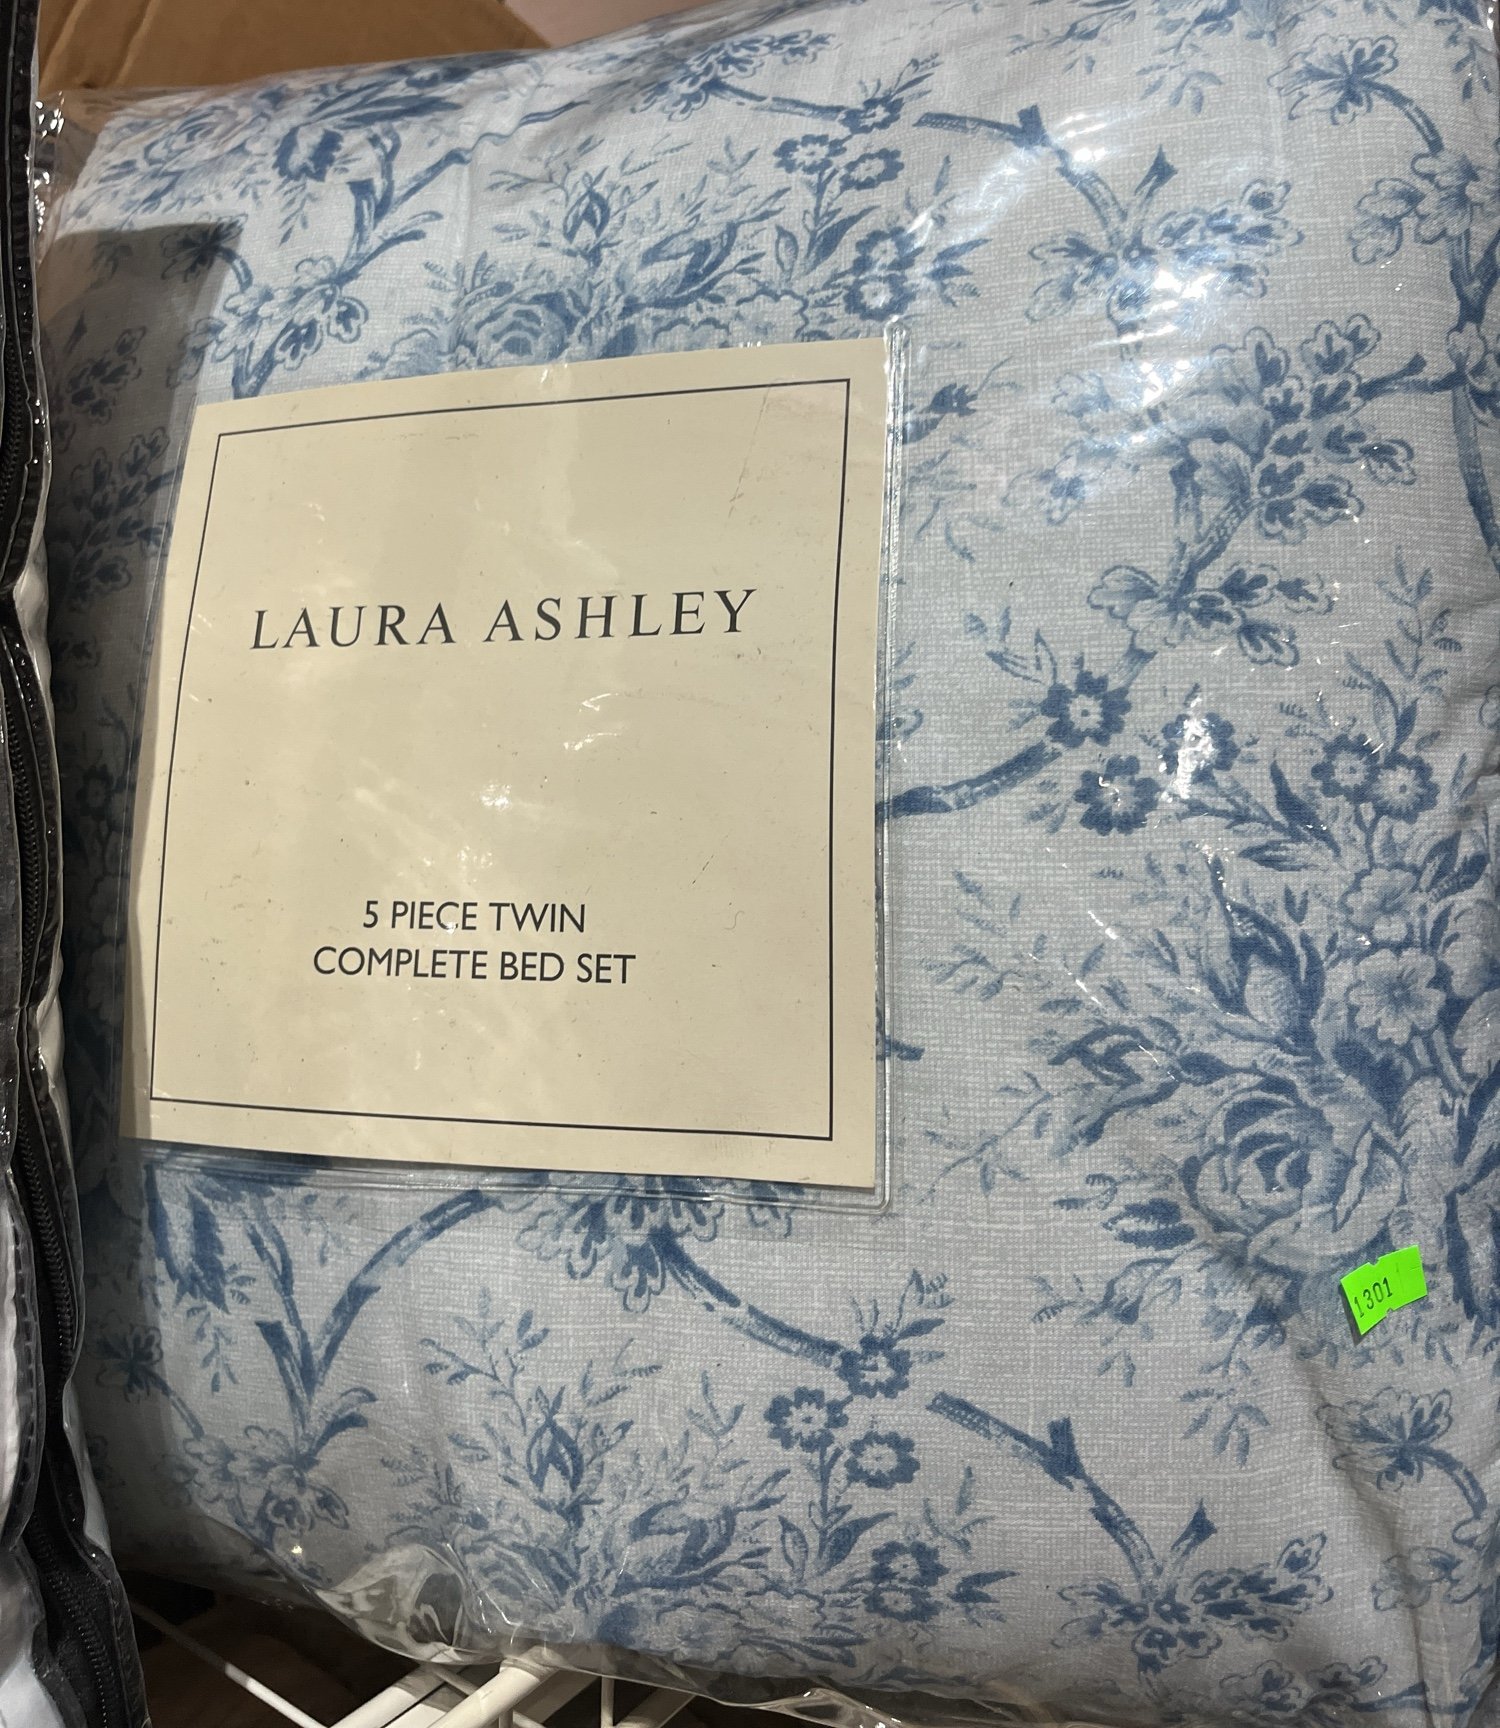 LAURA ASHLEY
5 PIECE TWIN
COMPLETE BED SET
1301